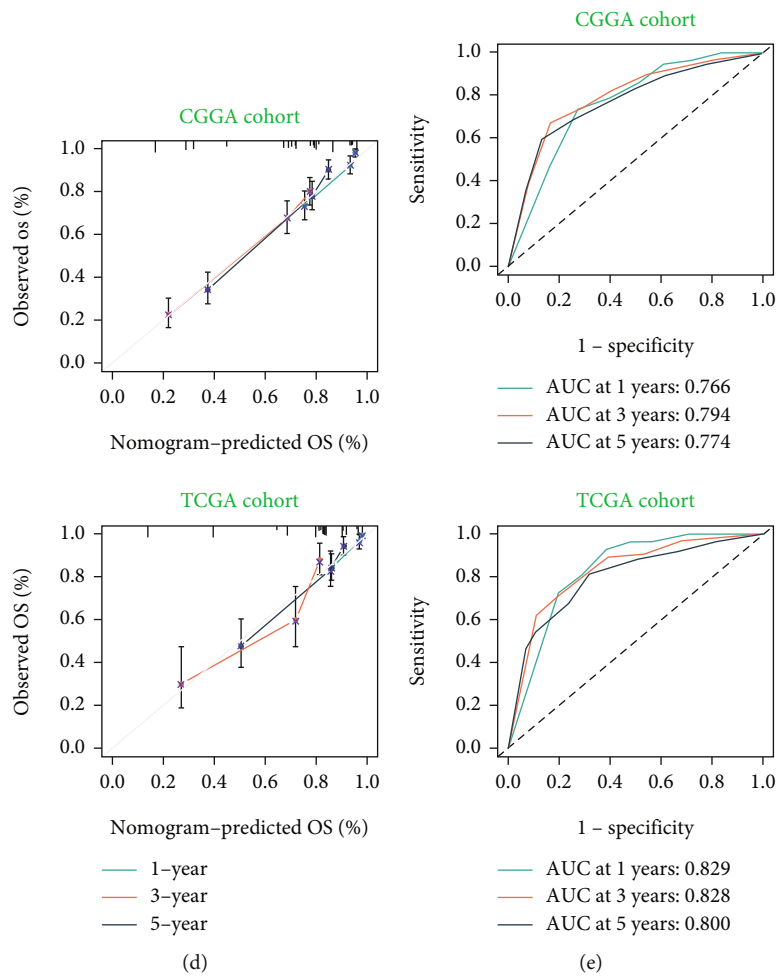 CGGA cohort
Observed os (%)
1.0
0.8
0.6
0.4
0.2
0.0
0.0 0.2 0.4 0.6 0.8 1.0
Nomogram–predicted OS (%)
TCGA cohort
Observed OS (%)
1.0
0.8
0.6
0.4
0.2
0.0
0.0 0.2 0.4 0.6 0.8 1.0
Nomogram–predicted OS (%)
1–year
3–year
5–year
(d)
CGGA cohort
Sensitivity
1.0
0.8
0.6
0.4
0.2
0.0
0.0 0.2 0.4 0.6 0.8 1.0
1 – specificity
AUC at 1 years: 0.766
AUC at 3 years: 0.794
AUC at 5 years: 0.774
TCGA cohort
Sensitivity
1.0
0.8
0.6
0.4
0.2
0.0
0.0 0.2 0.4 0.6 0.8 1.0
1 – specificity
AUC at 1 years: 0.829
AUC at 3 years: 0.828
AUC at 5 years: 0.800
(e)